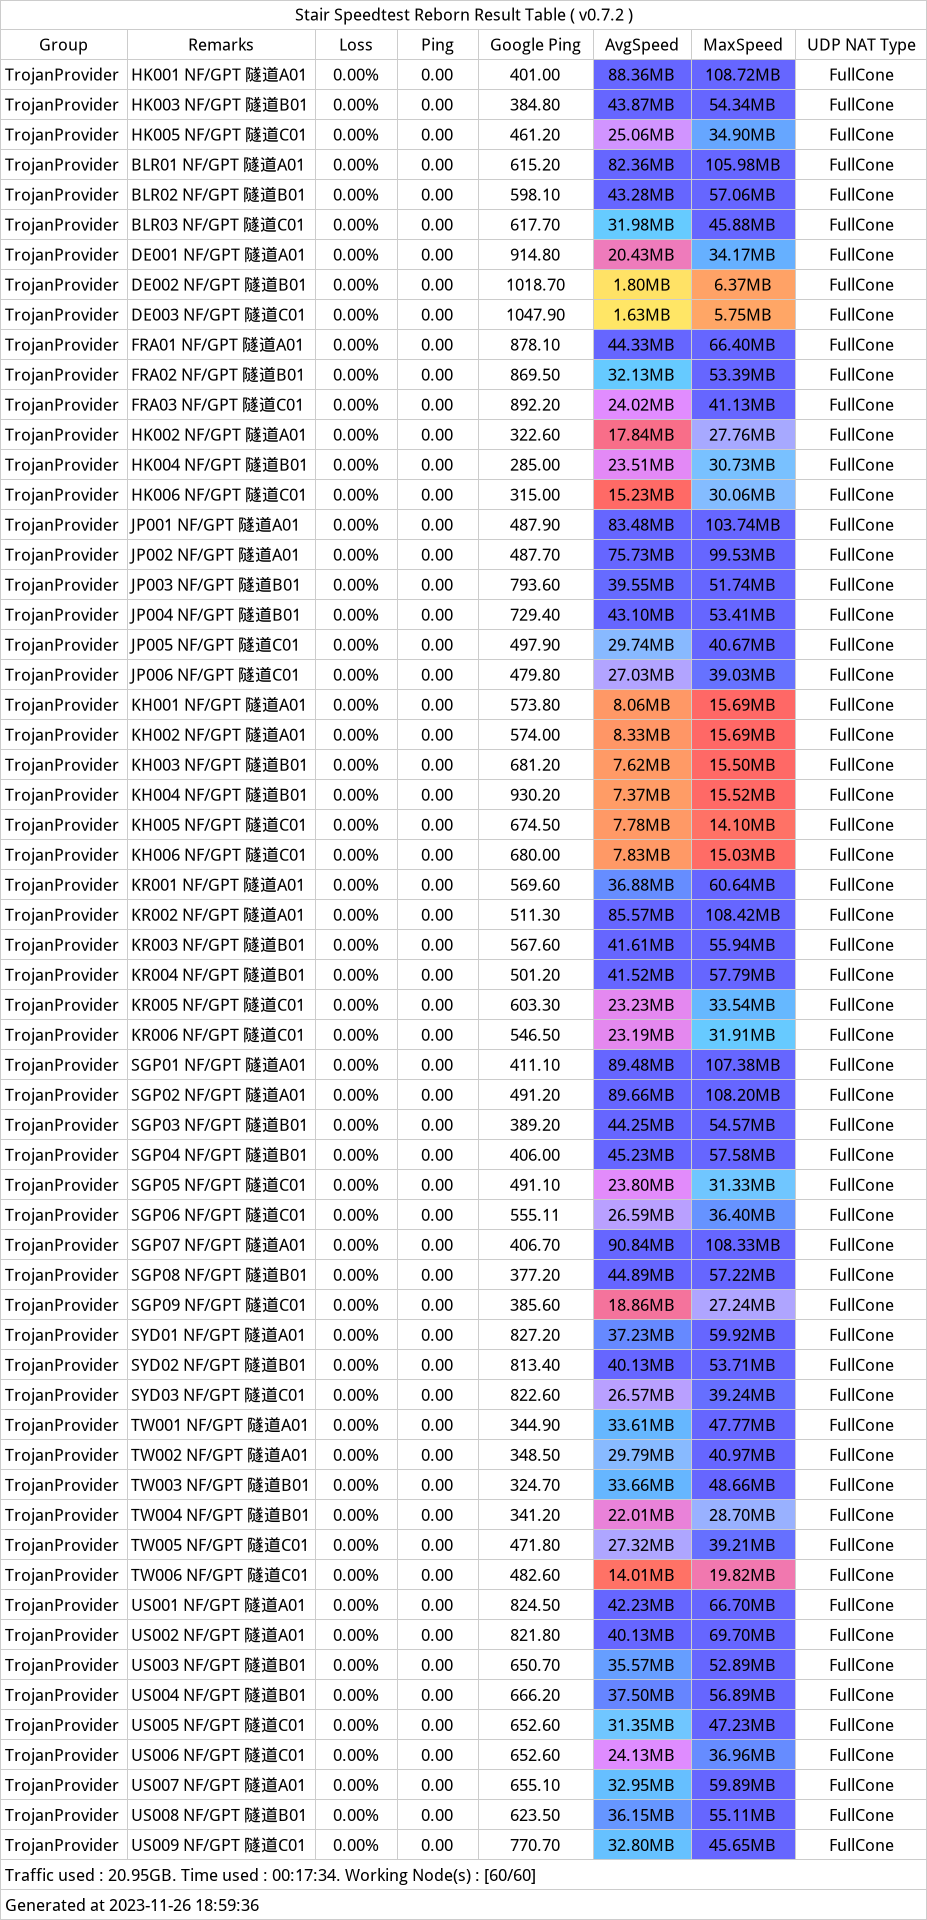 Stair Speedtest Reborn Result Table ( v0.7.2 )
Group Remarks Loss Ping Google Ping AvgSpeed MaxSpeed UDP NAT Type
TrojanProvider HK001 NF/GPT 隧道A01 0.00% 0.00 401.00 88.36MB 108.72MB FullCone
TrojanProvider HK003 NF/GPT 隧道B01 0.00% 0.00 384.80 43.87MB 54.34MB FullCone
TrojanProvider HK005 NF/GPT 隧道C01 0.00% 0.00 461.20 25.06MB 34.90MB FullCone
TrojanProvider BLR01 NF/GPT 隧道A01 0.00% 0.00 615.20 82.36MB 105.98MB FullCone
TrojanProvider BLR02 NF/GPT 隧道B01 0.00% 0.00 598.10 43.28MB 57.06MB FullCone
TrojanProvider BLR03 NF/GPT 隧道C01 0.00% 0.00 617.70 31.98MB 45.88MB FullCone
TrojanProvider DE001 NF/GPT 隧道A01 0.00% 0.00 914.80 20.43MB 34.17MB FullCone
TrojanProvider DE002 NF/GPT 隧道B01 0.00% 0.00 1018.70 1.80MB 6.37MB FullCone
TrojanProvider DE003 NF/GPT 隧道C01 0.00% 0.00 1047.90 1.63MB 5.75MB FullCone
TrojanProvider FRA01 NF/GPT 隧道A01 0.00% 0.00 878.10 44.33MB 66.40MB FullCone
TrojanProvider FRA02 NF/GPT 隧道B01 0.00% 0.00 869.50 32.13MB 53.39MB FullCone
TrojanProvider FRA03 NF/GPT 隧道C01 0.00% 0.00 892.20 24.02MB 41.13MB FullCone
TrojanProvider HK002 NF/GPT 隧道A01 0.00% 0.00 322.60 17.84MB 27.76MB FullCone
TrojanProvider HK004 NF/GPT 隧道B01 0.00% 0.00 285.00 23.51MB 30.73MB FullCone
TrojanProvider HK006 NF/GPT 隧道C01 0.00% 0.00 315.00 15.23MB 30.06MB FullCone
TrojanProvider JP001 NF/GPT 隧道A01 0.00% 0.00 487.90 83.48MB 103.74MB FullCone
TrojanProvider JP002 NF/GPT 隧道A01 0.00% 0.00 487.70 75.73MB 99.53MB FullCone
TrojanProvider JP003 NF/GPT 隧道B01 0.00% 0.00 793.60 39.55MB 51.74MB FullCone
TrojanProvider JP004 NF/GPT 隧道B01 0.00% 0.00 729.40 43.10MB 53.41MB FullCone
TrojanProvider JP005 NF/GPT 隧道C01 0.00% 0.00 497.90 29.74MB 40.67MB FullCone
TrojanProvider JP006 NF/GPT 隧道C01 0.00% 0.00 479.80 27.03MB 39.03MB FullCone
TrojanProvider KH001 NF/GPT 隧道A01 0.00% 0.00 573.80 8.06MB 15.69MB FullCone
TrojanProvider KH002 NF/GPT 隧道A01 0.00% 0.00 574.00 8.33MB 15.69MB FullCone
TrojanProvider KH003 NF/GPT 隧道B01 0.00% 0.00 681.20 7.62MB 15.50MB FullCone
TrojanProvider KH004 NF/GPT 隧道B01 0.00% 0.00 930.20 7.37MB 15.52MB FullCone
TrojanProvider KH005 NF/GPT 隧道C01 0.00% 0.00 674.50 7.78MB 14.10MB FullCone
TrojanProvider KH006 NF/GPT 隧道C01 0.00% 0.00 680.00 7.83MB 15.03MB FullCone
TrojanProvider KR001 NF/GPT 隧道A01 0.00% 0.00 569.60 36.88MB 60.64MB FullCone
TrojanProvider KR002 NF/GPT 隧道A01 0.00% 0.00 511.30 85.57MB 108.42MB FullCone
TrojanProvider KR003 NF/GPT 隧道B01 0.00% 0.00 567.60 41.61MB 55.94MB FullCone
TrojanProvider KR004 NF/GPT 隧道B01 0.00% 0.00 501.20 41.52MB 57.79MB FullCone
TrojanProvider KR005 NF/GPT 隧道C01 0.00% 0.00 603.30 23.23MB 33.54MB FullCone
TrojanProvider KR006 NF/GPT 隧道C01 0.00% 0.00 546.50 23.19MB 31.91MB FullCone
TrojanProvider SGP01 NF/GPT 隧道A01 0.00% 0.00 411.10 89.48MB 107.38MB FullCone
TrojanProvider SGP02 NF/GPT 隧道A01 0.00% 0.00 491.20 89.66MB 108.20MB FullCone
TrojanProvider SGP03 NF/GPT 隧道B01 0.00% 0.00 389.20 44.25MB 54.57MB FullCone
TrojanProvider SGP04 NF/GPT 隧道B01 0.00% 0.00 406.00 45.23MB 57.58MB FullCone
TrojanProvider SGP05 NF/GPT 隧道C01 0.00% 0.00 491.10 23.80MB 31.33MB FullCone
TrojanProvider SGP06 NF/GPT 隧道C01 0.00% 0.00 555.11 26.59MB 36.40MB FullCone
TrojanProvider SGP07 NF/GPT 隧道A01 0.00% 0.00 406.70 90.84MB 108.33MB FullCone
TrojanProvider SGP08 NF/GPT 隧道B01 0.00% 0.00 377.20 44.89MB 57.22MB FullCone
TrojanProvider SGP09 NF/GPT 隧道C01 0.00% 0.00 385.60 18.86MB 27.24MB FullCone
TrojanProvider SYD01 NF/GPT 隧道A01 0.00% 0.00 827.20 37.23MB 59.92MB FullCone
TrojanProvider SYD02 NF/GPT 隧道B01 0.00% 0.00 813.40 40.13MB 53.71MB FullCone
TrojanProvider SYD03 NF/GPT 隧道C01 0.00% 0.00 822.60 26.57MB 39.24MB FullCone
TrojanProvider TW001 NF/GPT 隧道A01 0.00% 0.00 344.90 33.61MB 47.77MB FullCone
TrojanProvider TW002 NF/GPT 隧道A01 0.00% 0.00 348.50 29.79MB 40.97MB FullCone
TrojanProvider TW003 NF/GPT 隧道B01 0.00% 0.00 324.70 33.66MB 48.66MB FullCone
TrojanProvider TW004 NF/GPT 隧道B01 0.00% 0.00 341.20 22.01MB 28.70MB FullCone
TrojanProvider TW005 NF/GPT 隧道C01 0.00% 0.00 471.80 27.32MB 39.21MB FullCone
TrojanProvider TW006 NF/GPT 隧道C01 0.00% 0.00 482.60 14.01MB 19.82MB FullCone
TrojanProvider US001 NF/GPT 隧道A01 0.00% 0.00 824.50 42.23MB 66.70MB FullCone
TrojanProvider US002 NF/GPT 隧道A01 0.00% 0.00 821.80 40.13MB 69.70MB FullCone
TrojanProvider US003 NF/GPT 隧道B01 0.00% 0.00 650.70 35.57MB 52.89MB FullCone
TrojanProvider US004 NF/GPT 隧道B01 0.00% 0.00 666.20 37.50MB 56.89MB FullCone
TrojanProvider US005 NF/GPT 隧道C01 0.00% 0.00 652.60 31.35MB 47.23MB FullCone
TrojanProvider US006 NF/GPT 隧道C01 0.00% 0.00 652.60 24.13MB 36.96MB FullCone
TrojanProvider US007 NF/GPT 隧道A01 0.00% 0.00 655.10 32.95MB 59.89MB FullCone
TrojanProvider US008 NF/GPT 隧道B01 0.00% 0.00 623.50 36.15MB 55.11MB FullCone
TrojanProvider US009 NF/GPT 隧道C01 0.00% 0.00 770.70 32.80MB 45.65MB FullCone
Traffic used : 20.95GB. Time used : 00:17:34. Working Node(s) : [60/60]
Generated at 2023-11-26 18:59:36